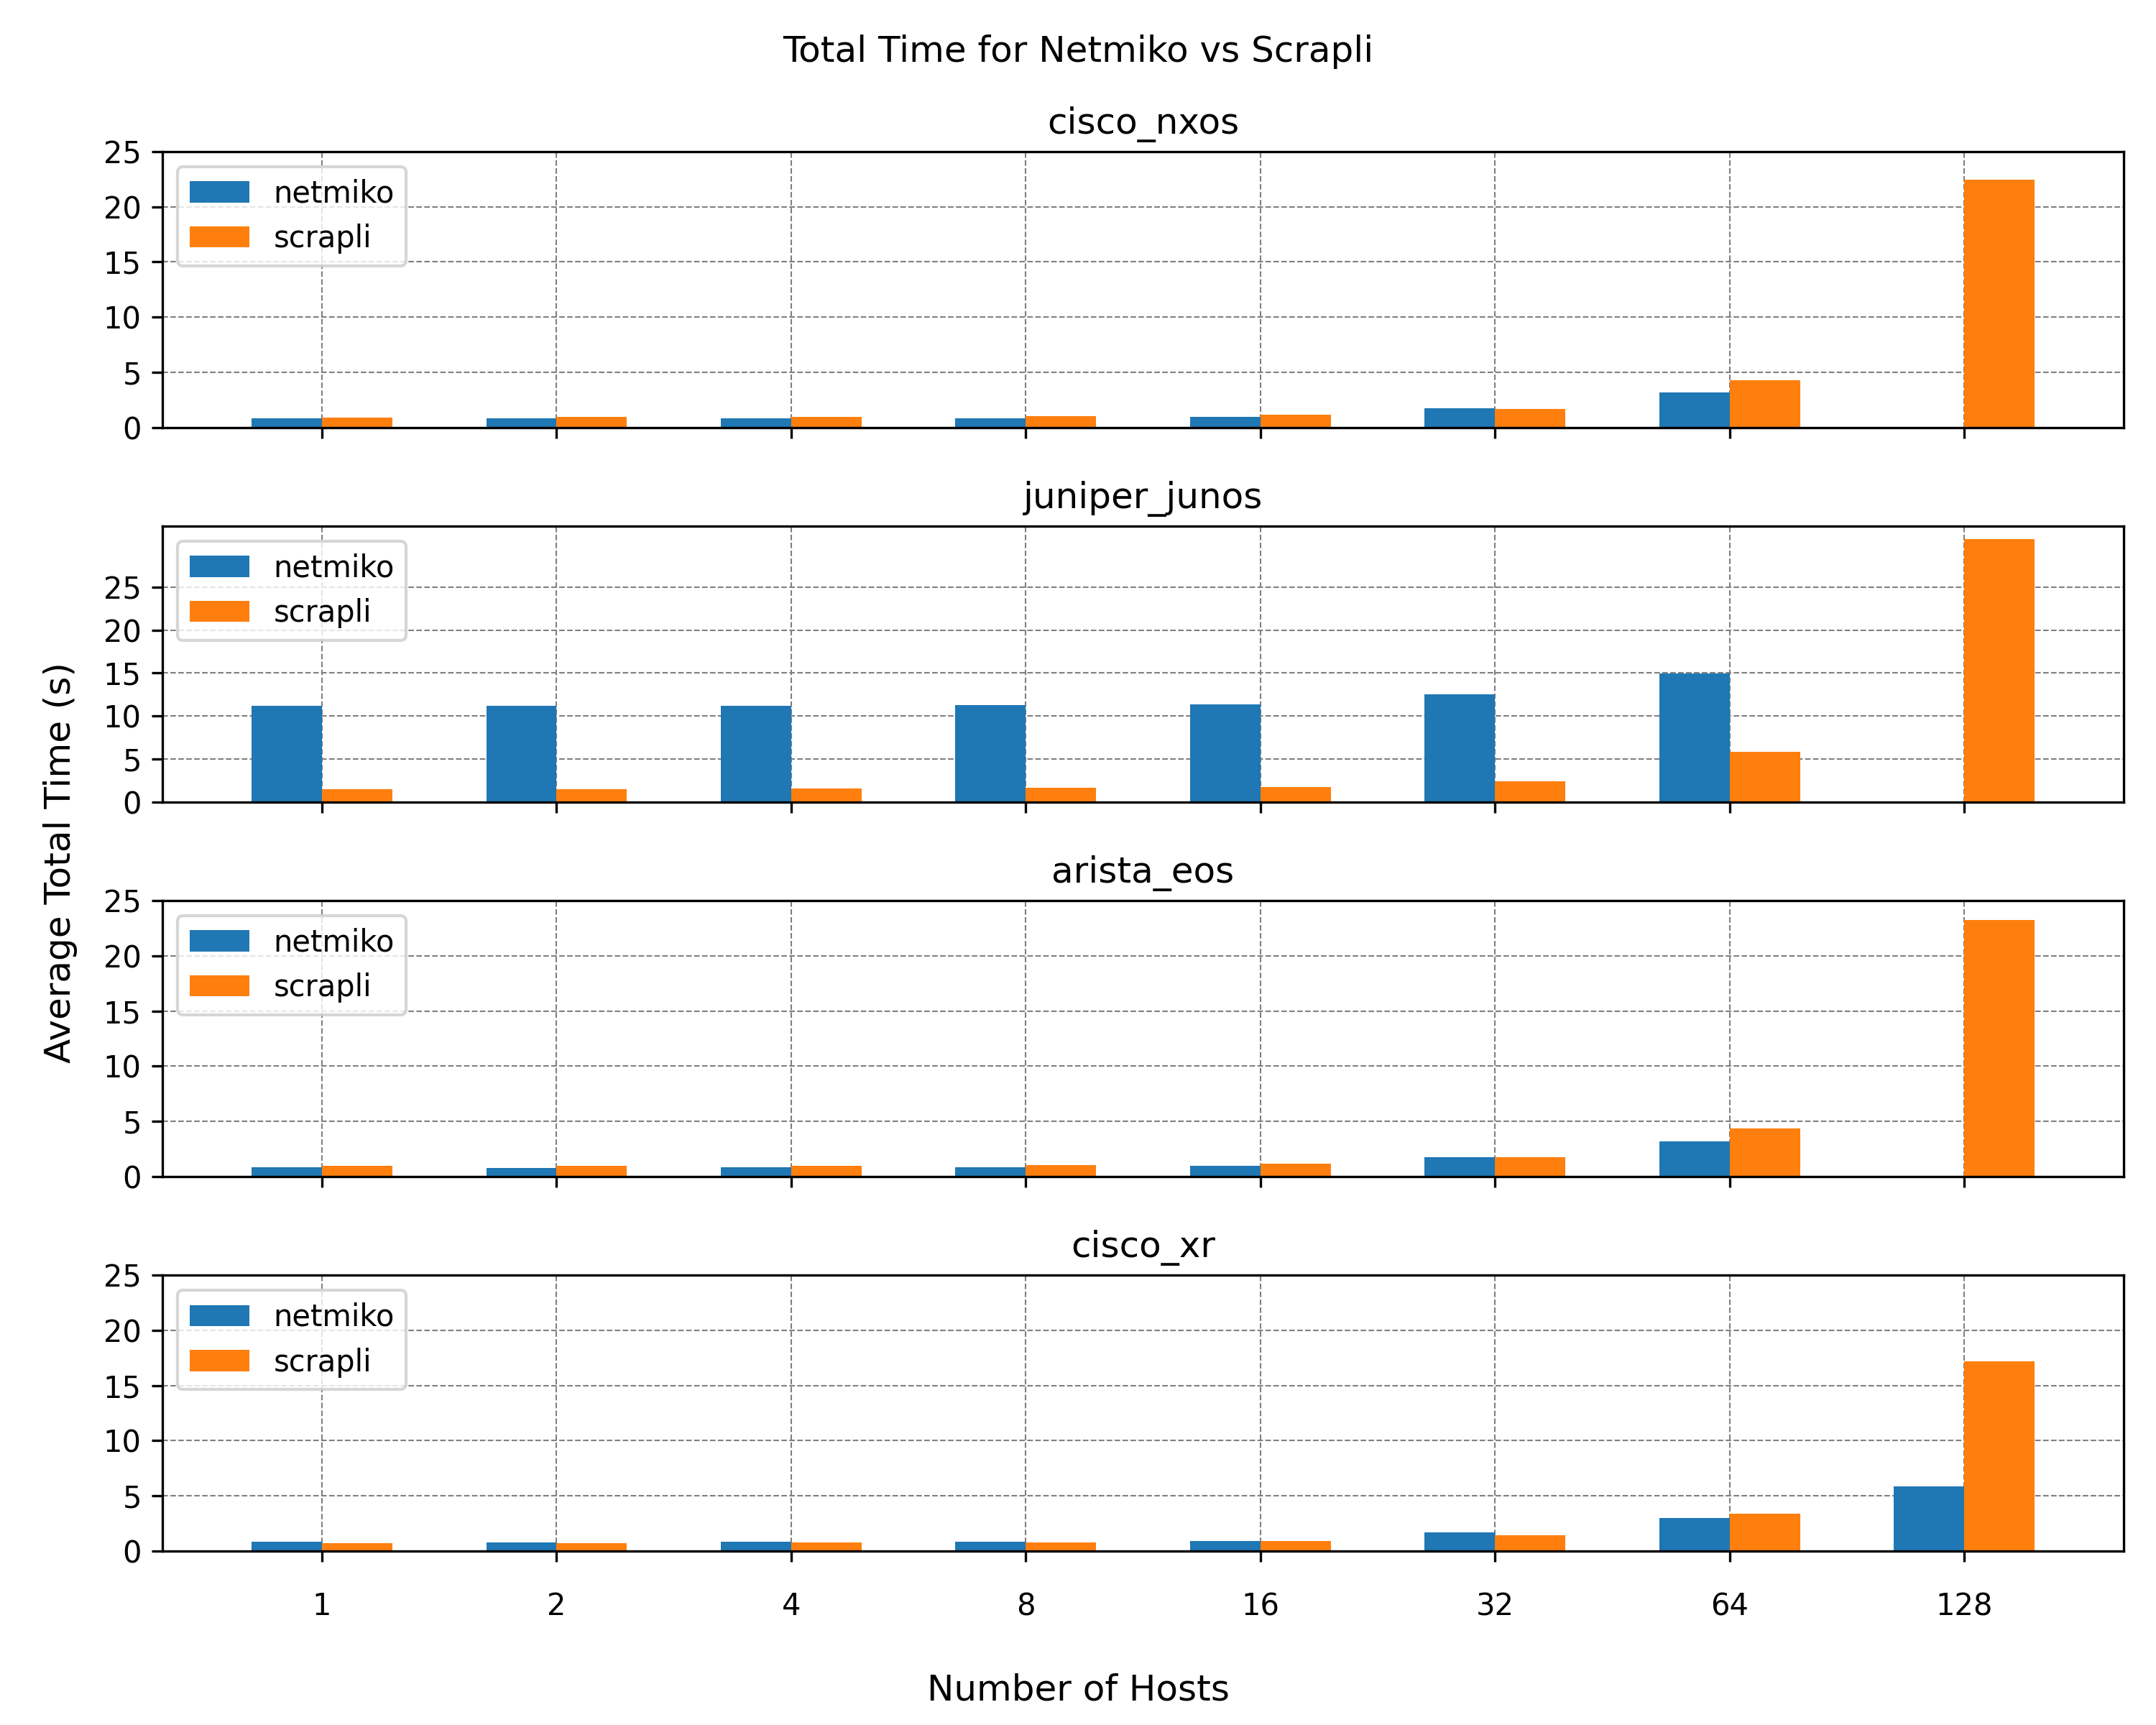 Total Time for Netmiko vs Scrapli
cisco_nxos
25
20
15
10
5
0
netmiko
scrapli
juniper_junos
25
20
15
10
5
0
netmiko
scrapli
Average Total Time (s)
arista_eos
25
20
15
10
5
0
netmiko
scrapli
cisco_xr
25
20
15
10
5
0
netmiko
scrapli
1 2 4 8 16 32 64 128
Number of Hosts